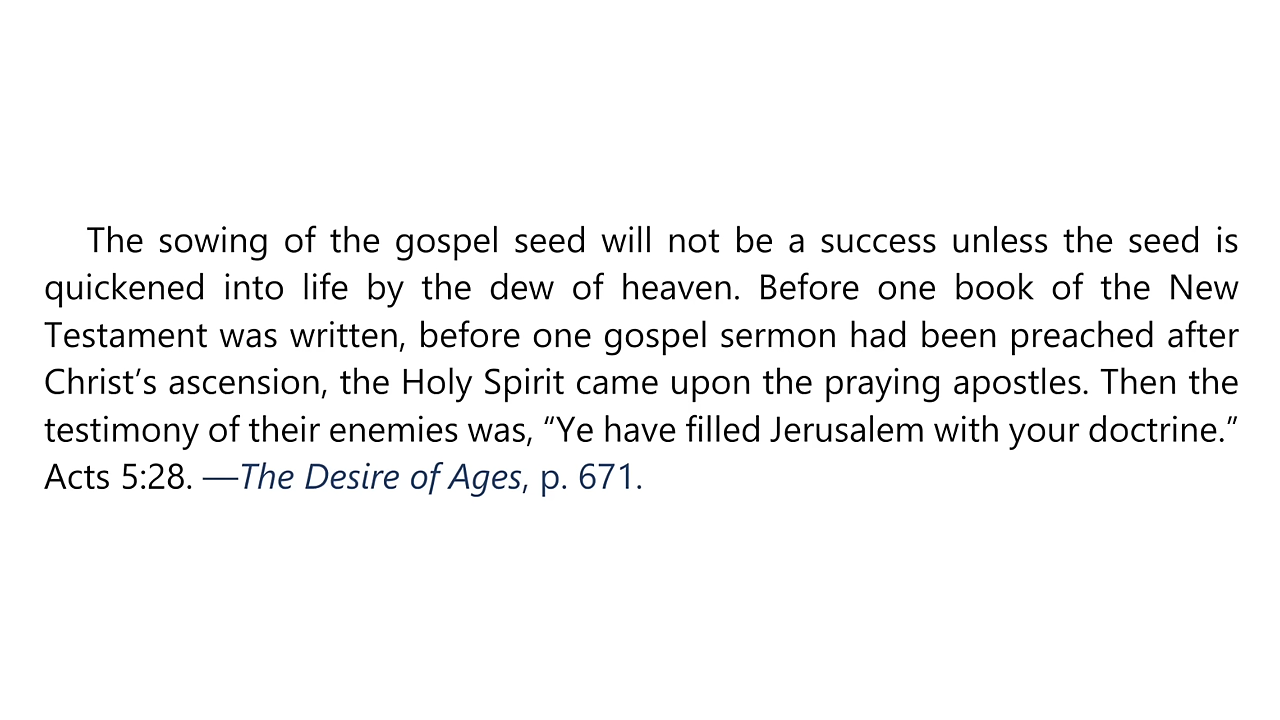 The sowing of the gospel seed will not be a success unless the seed is
quickened into life by the dew of heaven. Before one book of the New
Testament was written, before one gospel sermon had been preached after
Christ’s ascension, the Holy Spirit came upon the praying apostles. Then the
testimony of their enemies was, “Ye have filled Jerusalem with your doctrine.”
Acts 5:28. —The Desire of Ages, p. 671.